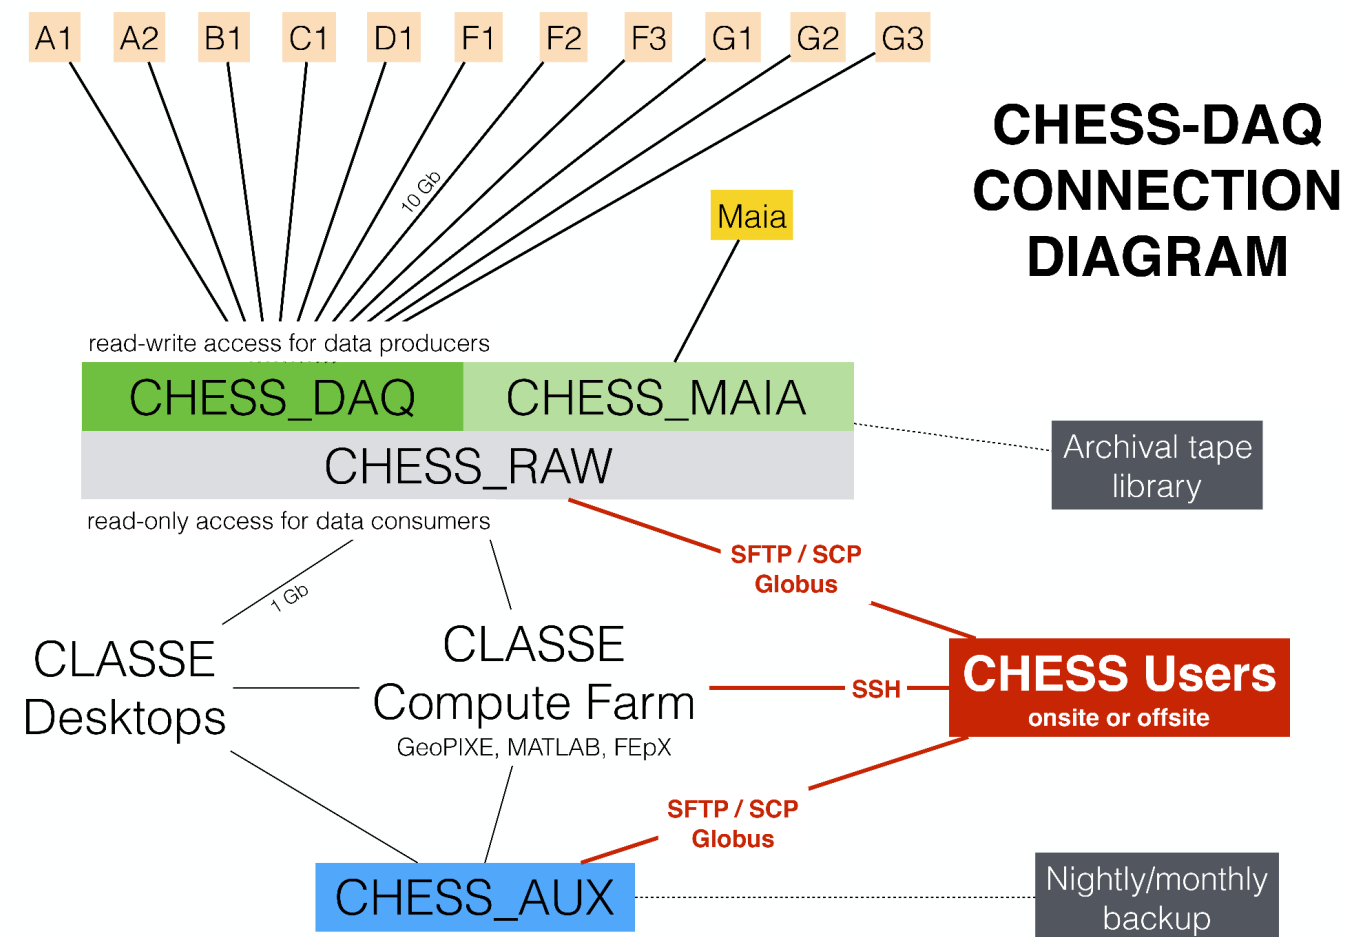 A1 A2 B1 C1 D1 F1 F2 F3 G1 G2 G3
CHESS-DAQ
CONNECTION
DIAGRAM
10 Gb
Maia
read-write access for data producers
CHESS_DAQ
CHESS_MAIA
CHESS_RAW
Archival tape
library
read-only access for data consumers
SFTP / SCP
Globus
1 Gb
CLASSE
Desktops
CLASSE
Compute Farm
GeoPIXE, MATLAB, FEpX
SSH
CHESS Users
onsite or offsite
SFTP / SCP
Globus
CHESS_AUX
Nightly/monthly
backup